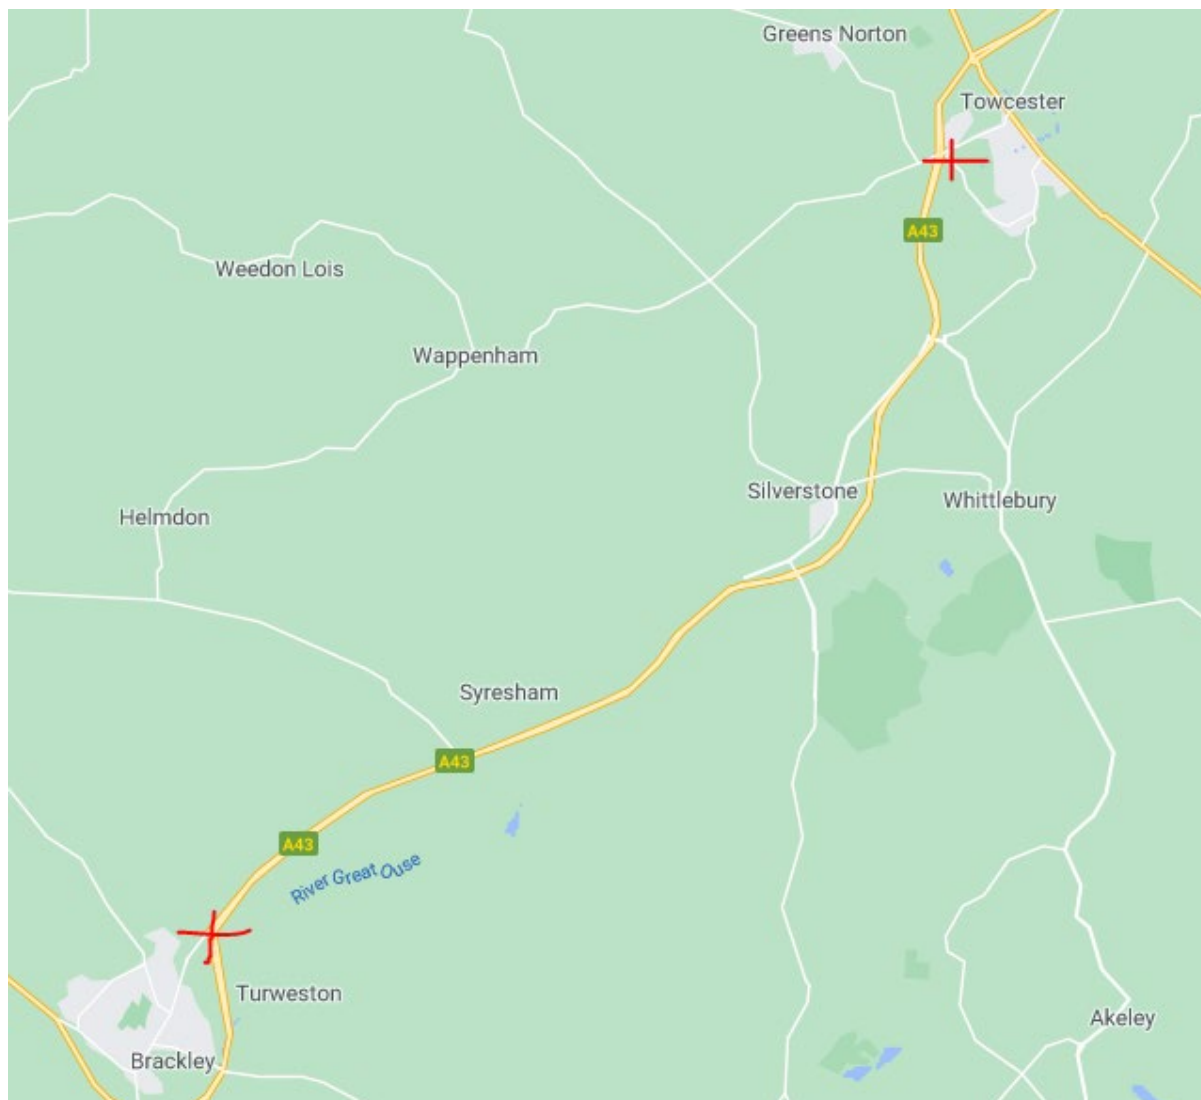 Greens Norton
Towcester
A43
Weedon Lois
Wappenham
Silverstone
Whittlebury
Helmdon
Syresham
A43
A43
River Great Ouse
Turweston
Akeley
Brackley